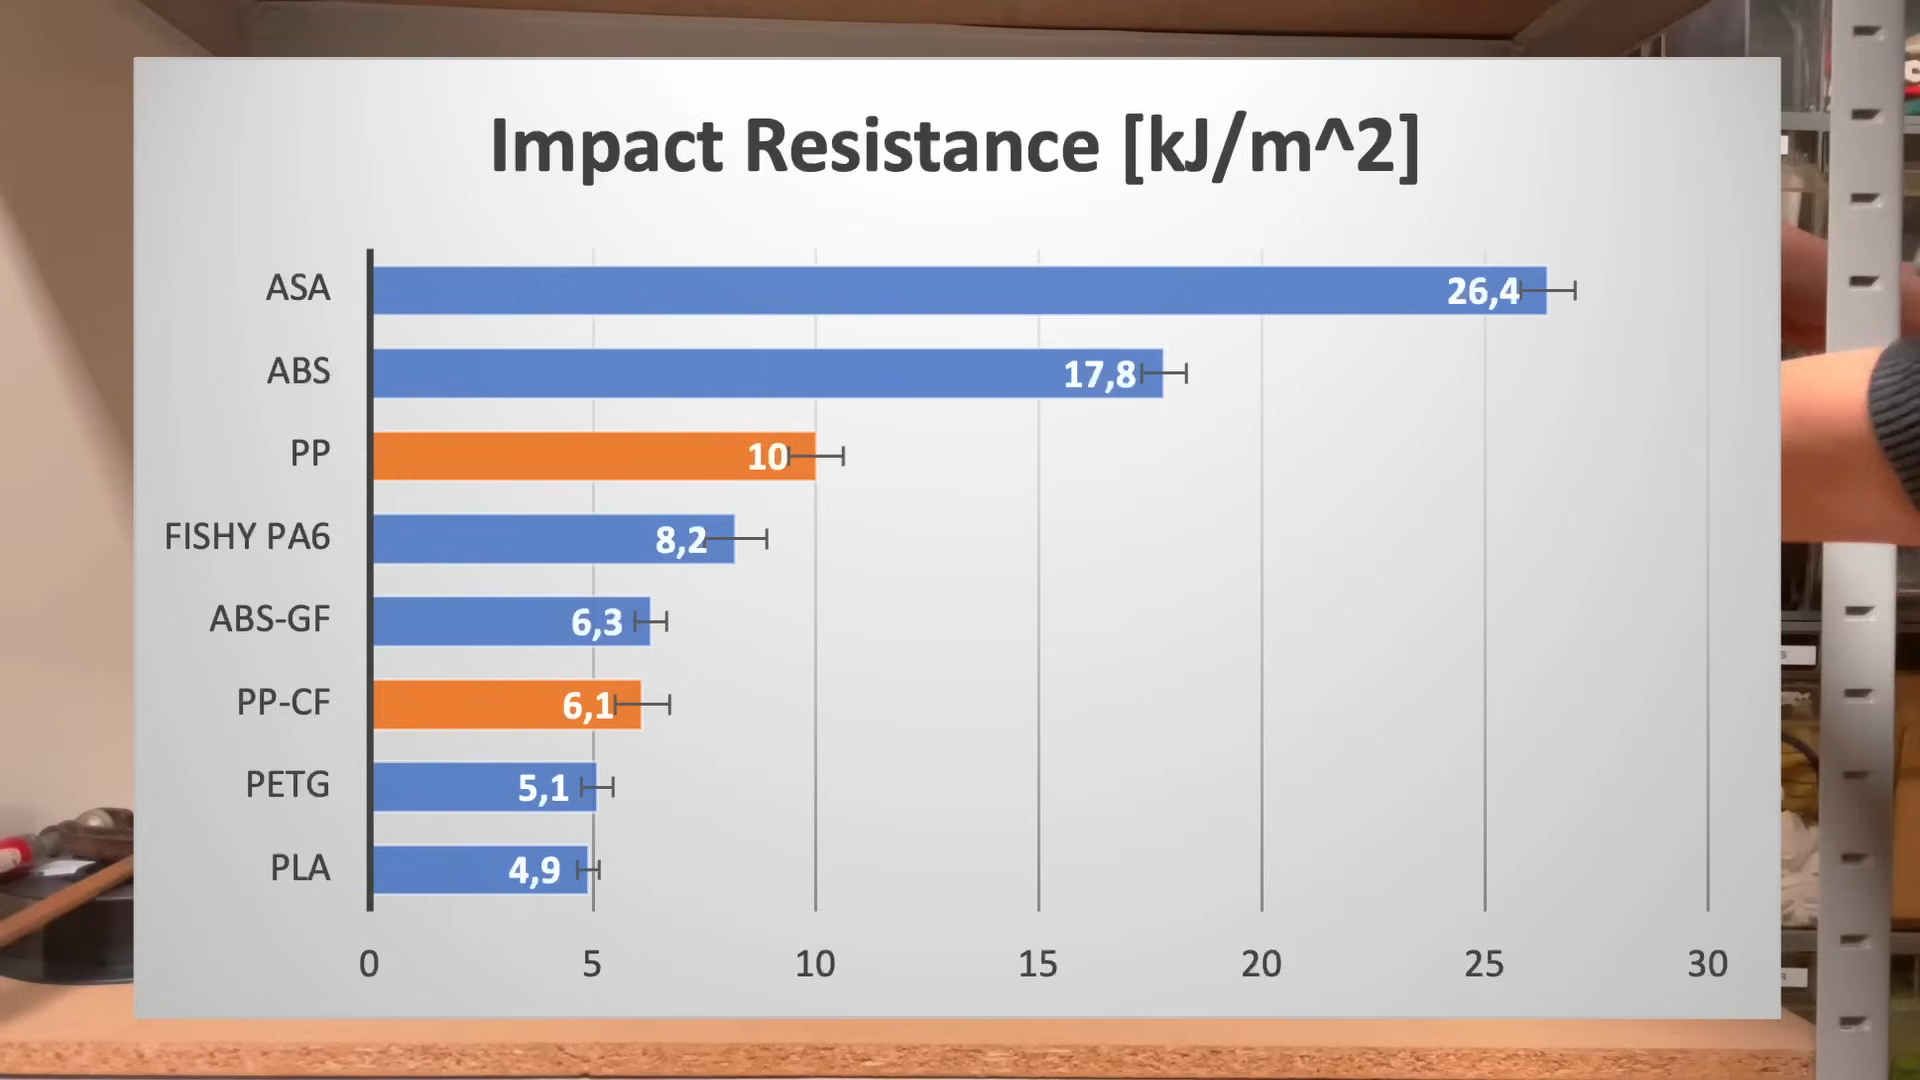 Impact Resistance [kJ/m^2]
ASA 26,4
ABS 17,8
PP 10
FISHY PA6 8,2
ABS-GF 6,3
PP-CF 6,1
PETG 5,1
PLA 4,9
0 5 10 15 20 25 30